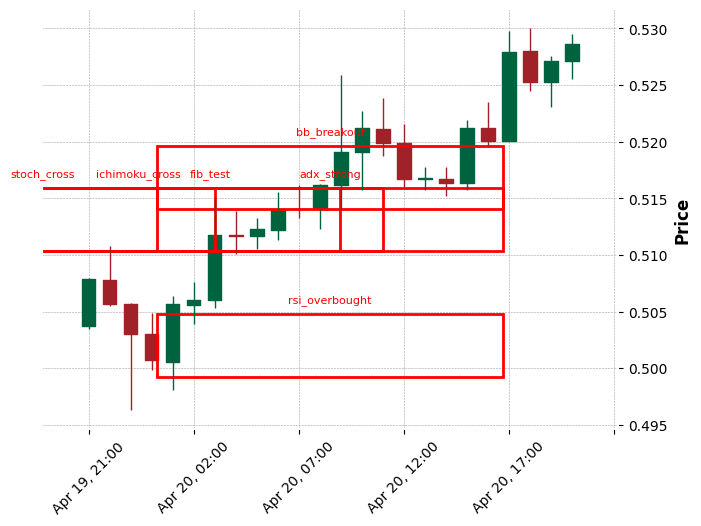 0.530
0.525
bb_breakout
0.520
stoch_cross ichimoku_cross fib_test adx_strong
0.515
Price
0.510
rsi_overbought
0.505
0.500
0.495
Apr 19, 21:00 Apr 20, 02:00 Apr 20, 07:00 Apr 20, 12:00 Apr 20, 17:00